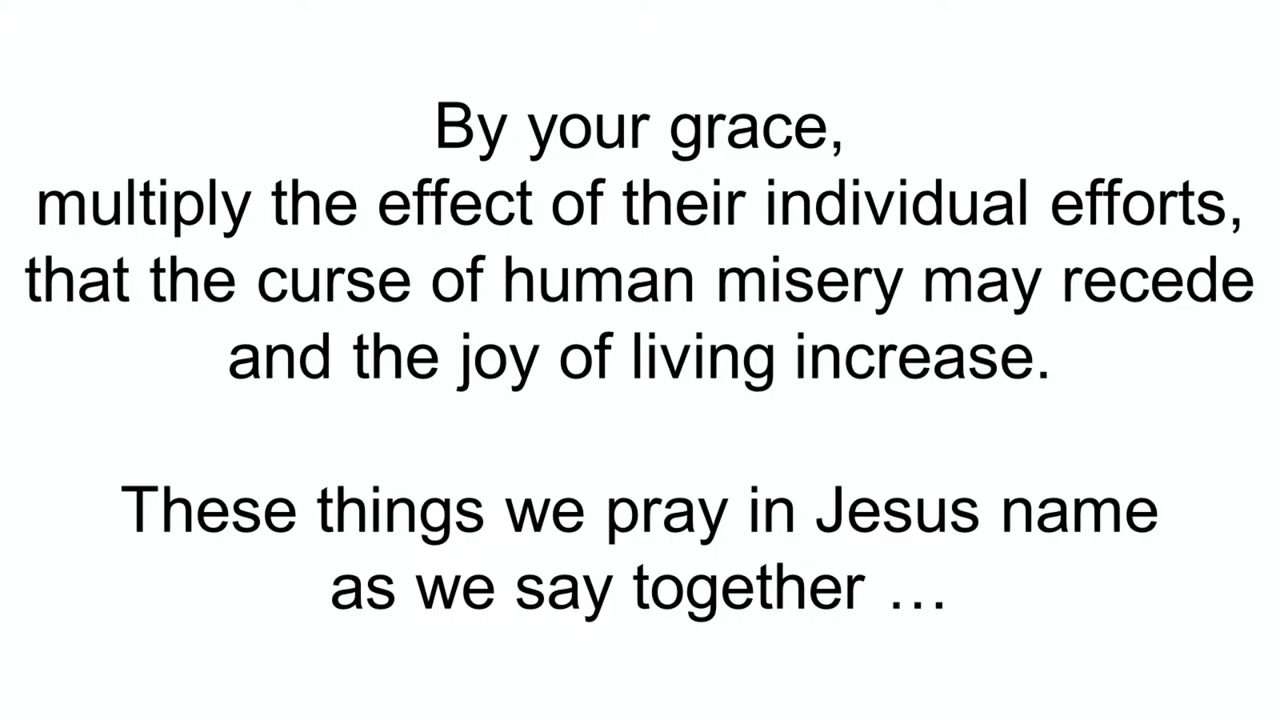 By your grace,
multiply the effect of their individual efforts,
that the curse of human misery may recede
and the joy of living increase.
These things we pray in Jesus name
as we say together …